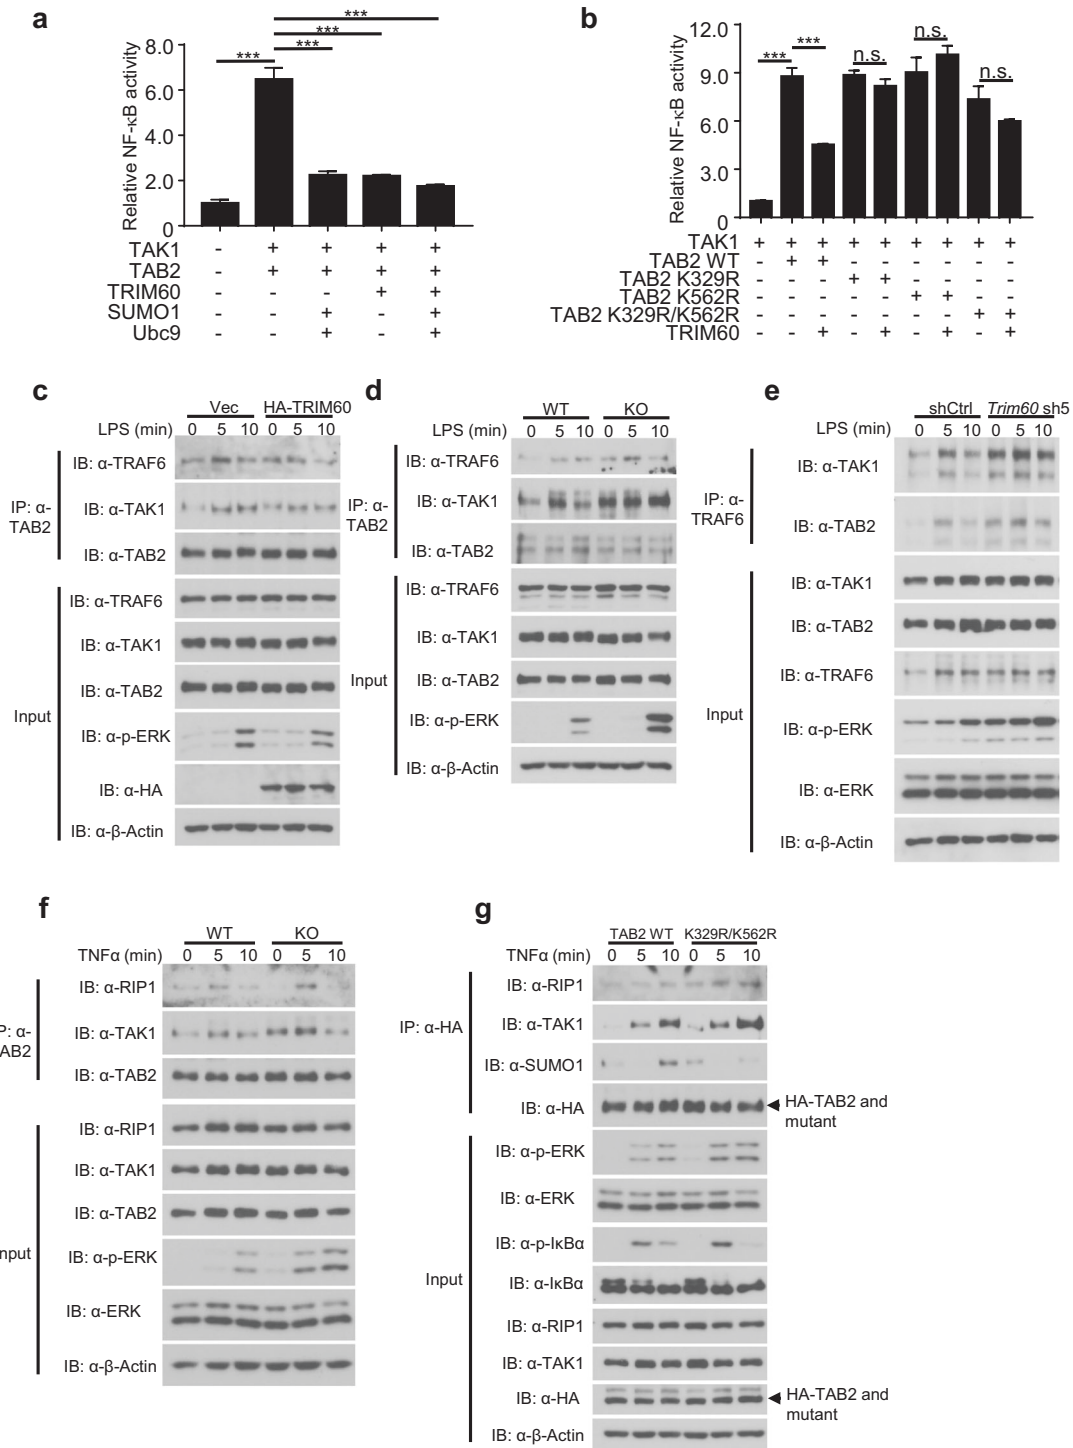 a
***
***
***
***
Relative NF-κB activity
8.0
6.0
4.0
2.0
0
TAK1 - + + + +
TAB2 - + + + +
TRIM60 - - - + +
SUMO1 - - + - +
Ubc9 - - + - +
b
*** *** n.s. n.s. n.s.
Relative NF-κB activity
12.0
9.0
6.0
3.0
0
TAK1 + + + + + + + + +
TAB2 WT - + + - - - - - -
TAB2 K329R - - - + + - - - -
TAB2 K562R - - - - - + + - -
TAB2 K329R/K562R - - - - - - - + +
TRIM60 - - + - + - + - +
c
Vec HA-TRIM60
LPS (min) 0 5 10 0 5 10
IP: α-
TAB2
IB: α-TRAF6
IB: α-TAK1
IB: α-TAB2
Input
IB: α-TRAF6
IB: α-TAK1
IB: α-TAB2
IB: α-p-ERK
IB: α-HA
IB: α-β-Actin
d
WT KO
LPS (min) 0 5 10 0 5 10
IP: α-
TAB2
IB: α-TRAF6
IB: α-TAK1
IB: α-TAB2
Input
IB: α-TRAF6
IB: α-TAK1
IB: α-TAB2
IB: α-p-ERK
IB: α-β-Actin
e
shCtrl Trim60 sh5
LPS (min) 0 5 10 0 5 10
IP: α-
TRAF6
IB: α-TAK1
IB: α-TAB2
Input
IB: α-TAK1
IB: α-TAB2
IB: α-TRAF6
IB: α-p-ERK
IB: α-ERK
IB: α-β-Actin
f
WT KO
TNFα (min) 0 5 10 0 5 10
P: α-
AB2
IB: α-RIP1
IB: α-TAK1
IB: α-TAB2
nput
IB: α-RIP1
IB: α-TAK1
IB: α-TAB2
IB: α-p-ERK
IB: α-ERK
IB: α-β-Actin
g
TAB2 WT K329R/K562R
TNFα (min) 0 5 10 0 5 10
IP: α-HA
IB: α-RIP1
IB: α-TAK1
IB: α-SUMO1
IB: α-HA
HA-TAB2 and
mutant
Input
IB: α-p-ERK
IB: α-ERK
IB: α-p-IκBα
IB: α-IκBα
IB: α-RIP1
IB: α-TAK1
IB: α-HA
HA-TAB2 and
mutant
IB: α-β-Actin